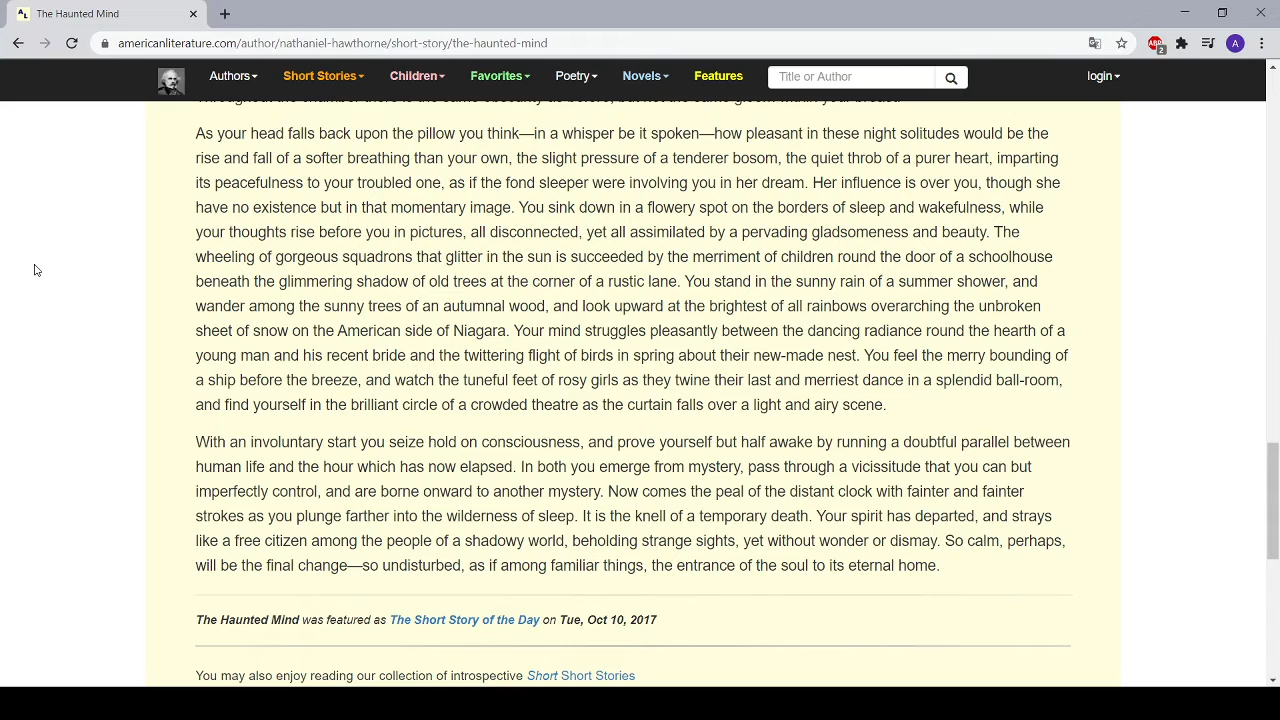 The Haunted Mind
americanliterature.com/author/nathaniel-hawthorne/short-story/the-haunted-mind
ABP
2
A
Authors Short Stories Children Favorites Poetry Novels Features Title or Author login
Throughout the chamber there is the same obscurity as before, but not the same gloom within your breast.
As your head falls back upon the pillow you think—in a whisper be it spoken—how pleasant in these night solitudes would be the
rise and fall of a softer breathing than your own, the slight pressure of a tenderer bosom, the quiet throb of a purer heart, imparting
its peacefulness to your troubled one, as if the fond sleeper were involving you in her dream. Her influence is over you, though she
have no existence but in that momentary image. You sink down in a flowery spot on the borders of sleep and wakefulness, while
your thoughts rise before you in pictures, all disconnected, yet all assimilated by a pervading gladsomeness and beauty. The
wheeling of gorgeous squadrons that glitter in the sun is succeeded by the merriment of children round the door of a schoolhouse
beneath the glimmering shadow of old trees at the corner of a rustic lane. You stand in the sunny rain of a summer shower, and
wander among the sunny trees of an autumnal wood, and look upward at the brightest of all rainbows overarching the unbroken
sheet of snow on the American side of Niagara. Your mind struggles pleasantly between the dancing radiance round the hearth of a
young man and his recent bride and the twittering flight of birds in spring about their new-made nest. You feel the merry bounding of
a ship before the breeze, and watch the tuneful feet of rosy girls as they twine their last and merriest dance in a splendid ball-room,
and find yourself in the brilliant circle of a crowded theatre as the curtain falls over a light and airy scene.
With an involuntary start you seize hold on consciousness, and prove yourself but half awake by running a doubtful parallel between
human life and the hour which has now elapsed. In both you emerge from mystery, pass through a vicissitude that you can but
imperfectly control, and are borne onward to another mystery. Now comes the peal of the distant clock with fainter and fainter
strokes as you plunge farther into the wilderness of sleep. It is the knell of a temporary death. Your spirit has departed, and strays
like a free citizen among the people of a shadowy world, beholding strange sights, yet without wonder or dismay. So calm, perhaps,
will be the final change—so undisturbed, as if among familiar things, the entrance of the soul to its eternal home.
The Haunted Mind was featured as The Short Story of the Day on Tue, Oct 10, 2017
You may also enjoy reading our collection of introspective Short Short Stories